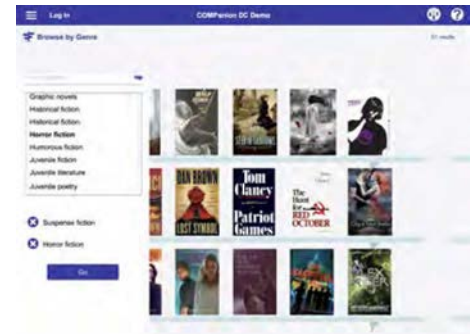 Log In
COMPanion DC Demo
?
Browse by Genre
results
Graphic novels
Historical fiction
Historical fiction
Horror fiction
Humorous fiction
Juvenile fiction
Juvenile literature
Juvenile poetry
Suspense fiction
Horror fiction
Go
DAN BROWN
LOST SYMBOL
Tom
Clancy
Patriot
Games
The
Hunt
for
RED
OCTOBER